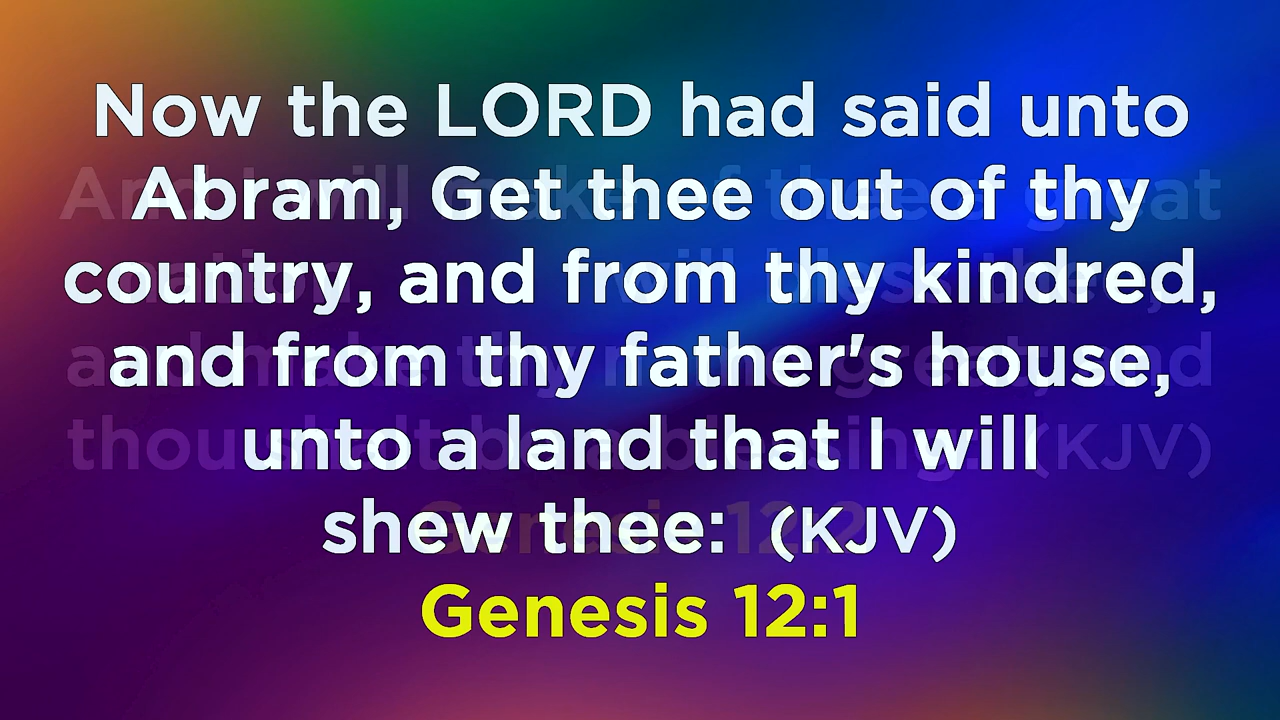 Now the LORD had said unto
Abram, Get thee out of thy
country, and from thy kindred,
and from thy father's house,
unto a land that I will
shew thee: (KJV)
Genesis 12:1